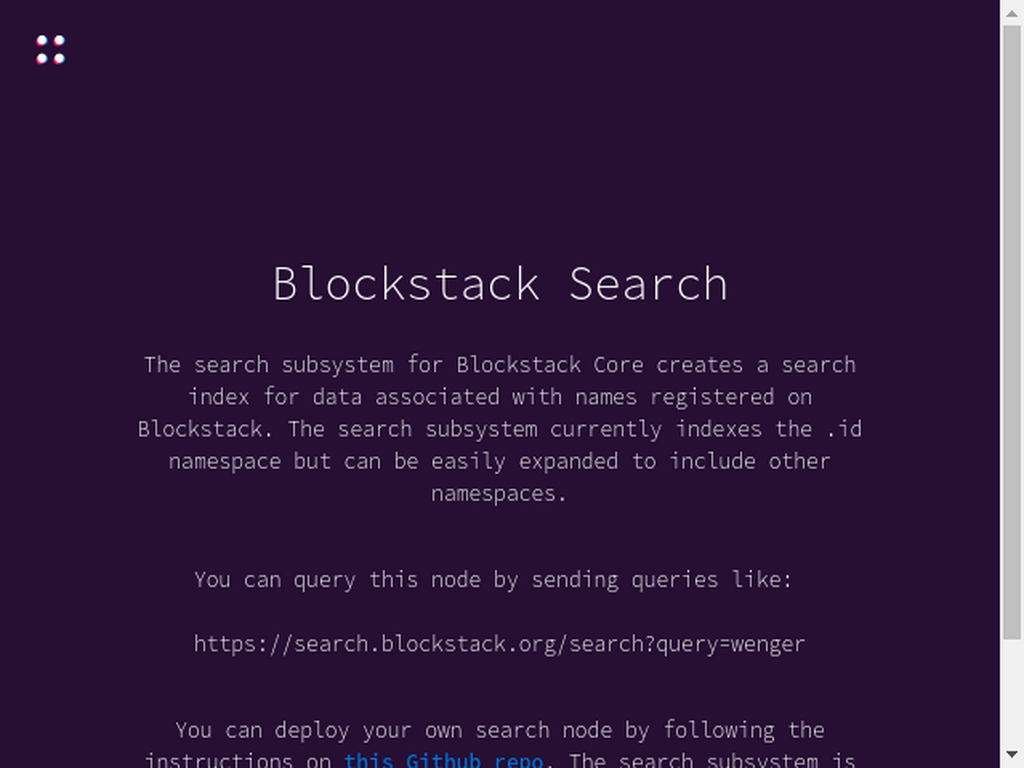 Blockstack Search
The search subsystem for Blockstack Core creates a search
index for data associated with names registered on
Blockstack. The search subsystem currently indexes the .id
namespace but can be easily expanded to include other
namespaces.
You can query this node by sending queries like:
https://search.blockstack.org/search?query=wenger
You can deploy your own search node by following the
instructions on this Github repo. The search subsystem is